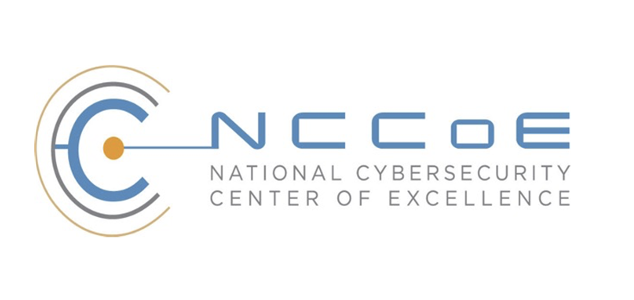 NCCoE
NATIONAL CYBERSECURITY
CENTER OF EXCELLENCE